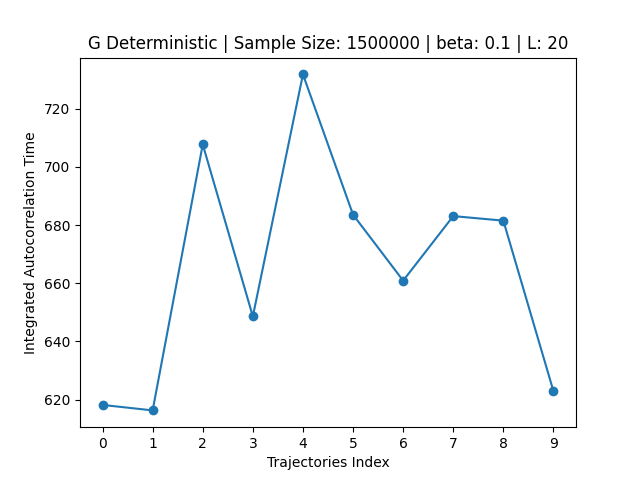 G Deterministic | Sample Size: 1500000 | beta: 0.1 | L: 20
Integrated Autocorrelation Time
720
700
680
660
640
620
0 1 2 3 4 5 6 7 8 9
Trajectories Index